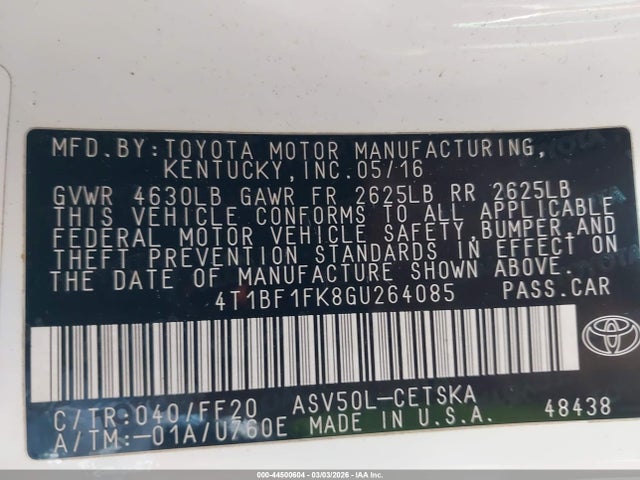 MFD. BY: TOYOTA MOTOR MANUFACTURING,
KENTUCKY, INC. 05/16
GVWR 4630LB GAWR FR 2625LB RR 2625LB
THIS VEHICLE CONFORMS TO ALL APPLICABLE
FEDERAL MOTOR VEHICLE SAFETY, BUMPER, AND
THEFT PREVENTION STANDARDS IN EFFECT ON
THE DATE OF MANUFACTURE SHOWN ABOVE.
4T1BF1FK8GU264085 PASS. CAR
C/TR: 040/FF20 ASV50L-CETSKA
A/TM: -01A/U760E MADE IN U.S.A. 48438
000-44500604 - 03/03/2026 - IAA Inc.